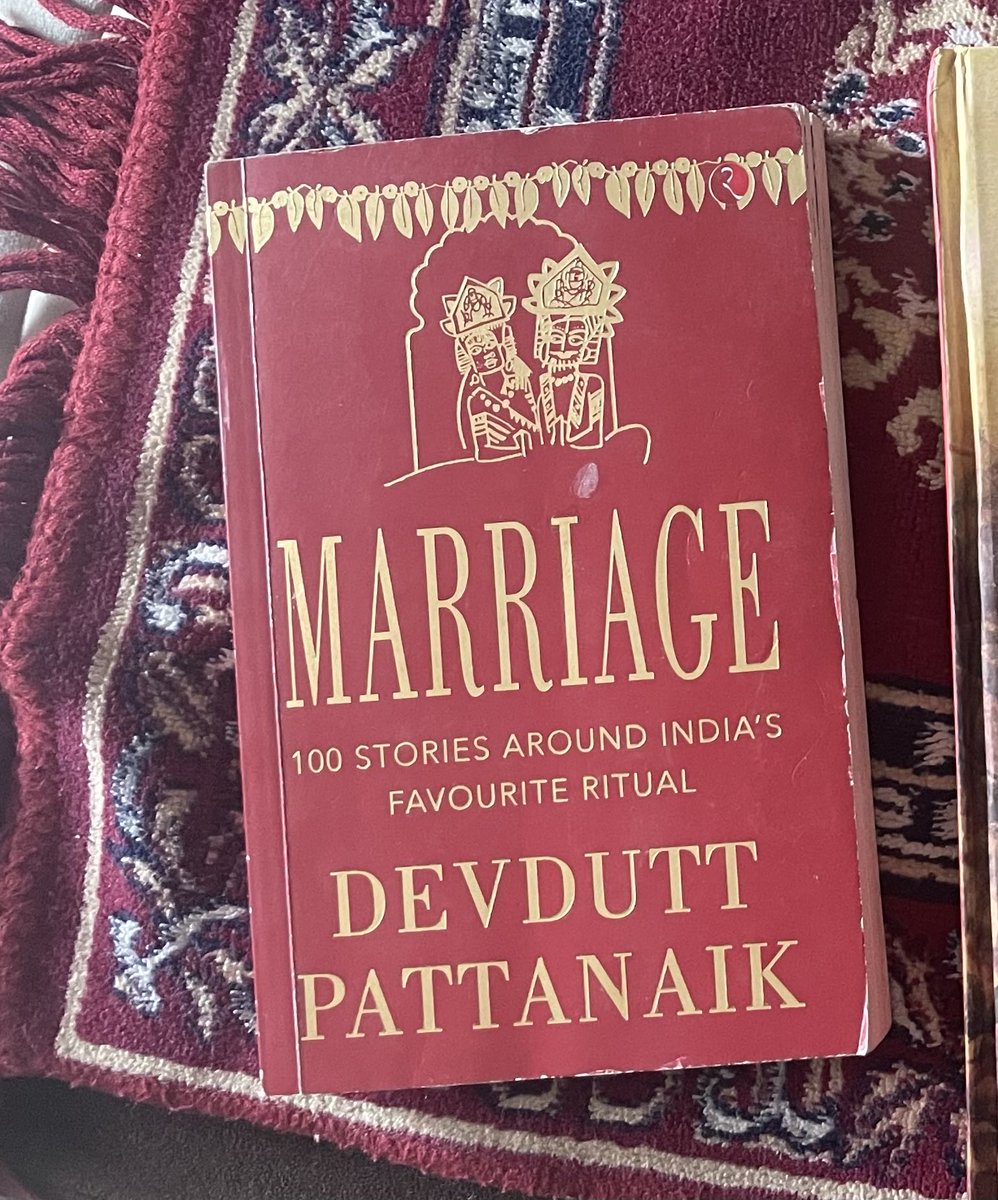 MARRIAGE
100 STORIES AROUND INDIA'S
FAVOURITE RITUAL
DEVDUTT
PATTANAIK